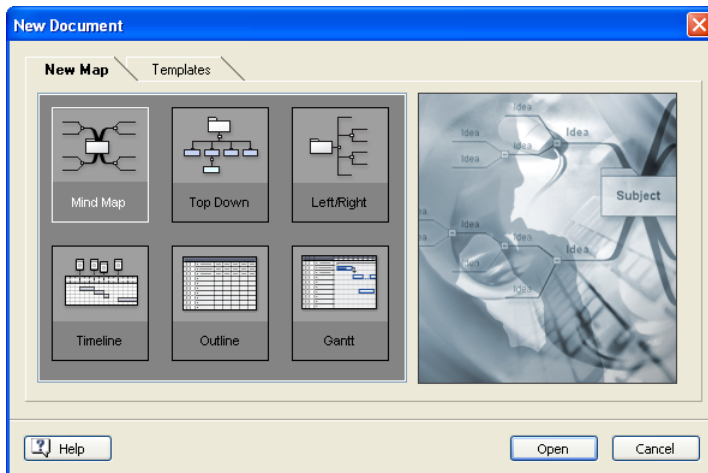 New Document
New Map
Templates
Mind Map
Top Down
Left/Right
Timeline
Outline
Gantt
Idea
Idea
Idea
Idea
Subject
Idea
Idea
Idea
Idea
Idea
Help
Open
Cancel